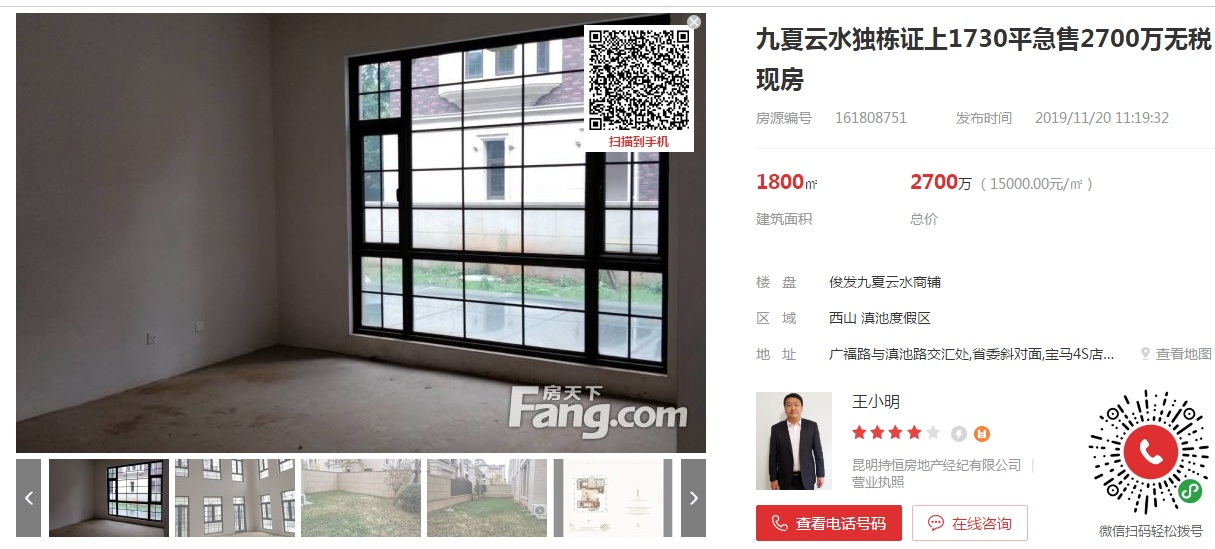 扫描到手机
房天下
Fang.com
九夏云水独栋证上1730平急售2700万无税
现房
房源编号 161808751 发布时间 2019/11/20 11:19:32
1800㎡ 2700万 ( 15000.00元/㎡ )
建筑面积 总价
楼 盘 俊发九夏云水商铺
区 域 西山 滇池度假区
地 址 广福路与滇池路交汇处,省委斜对面,宝马4S店... 查看地图
王小明
昆明持恒房地产经纪有限公司 |
营业执照
查看电话号码 在线咨询
微信扫码轻松拨号